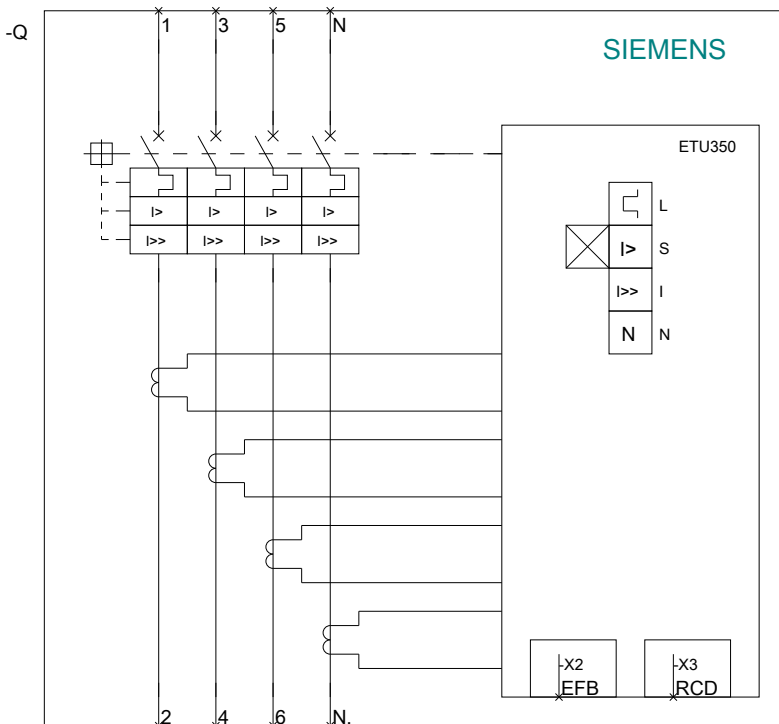 -Q
1 3 5 N
SIEMENS
ETU350
L
I> I> I> I>
I> S
I>> I>> I>> I>>
I>> I
N N
-X2
EFB
-X3
RCD
2 4 6 N.